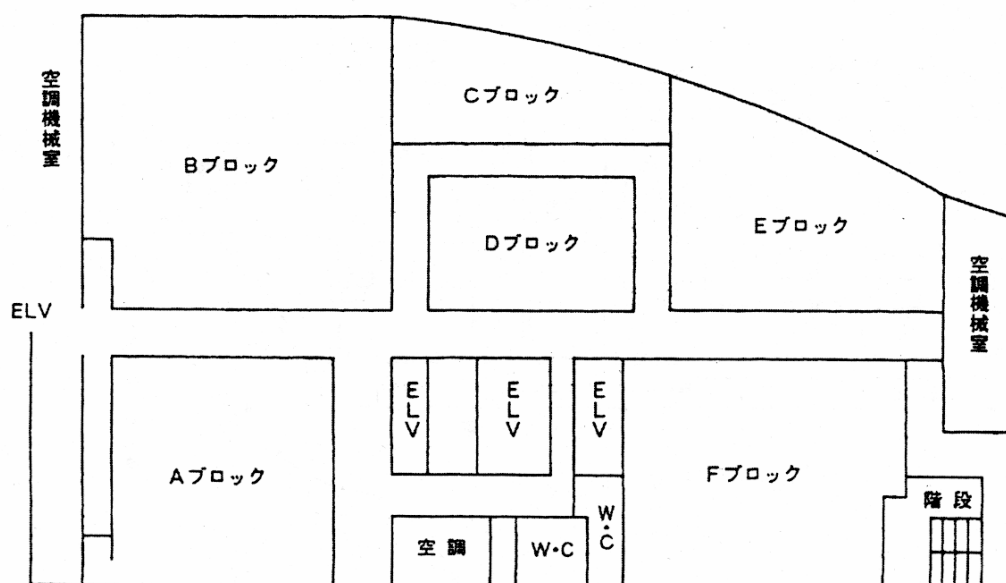 Cブロック
空調機械室
Bブロック
Eブロック
Dブロック
空調機械室
ELV
ELV
ELV
ELV
Aブロック
Fブロック
階段
W・C
空調
W・C